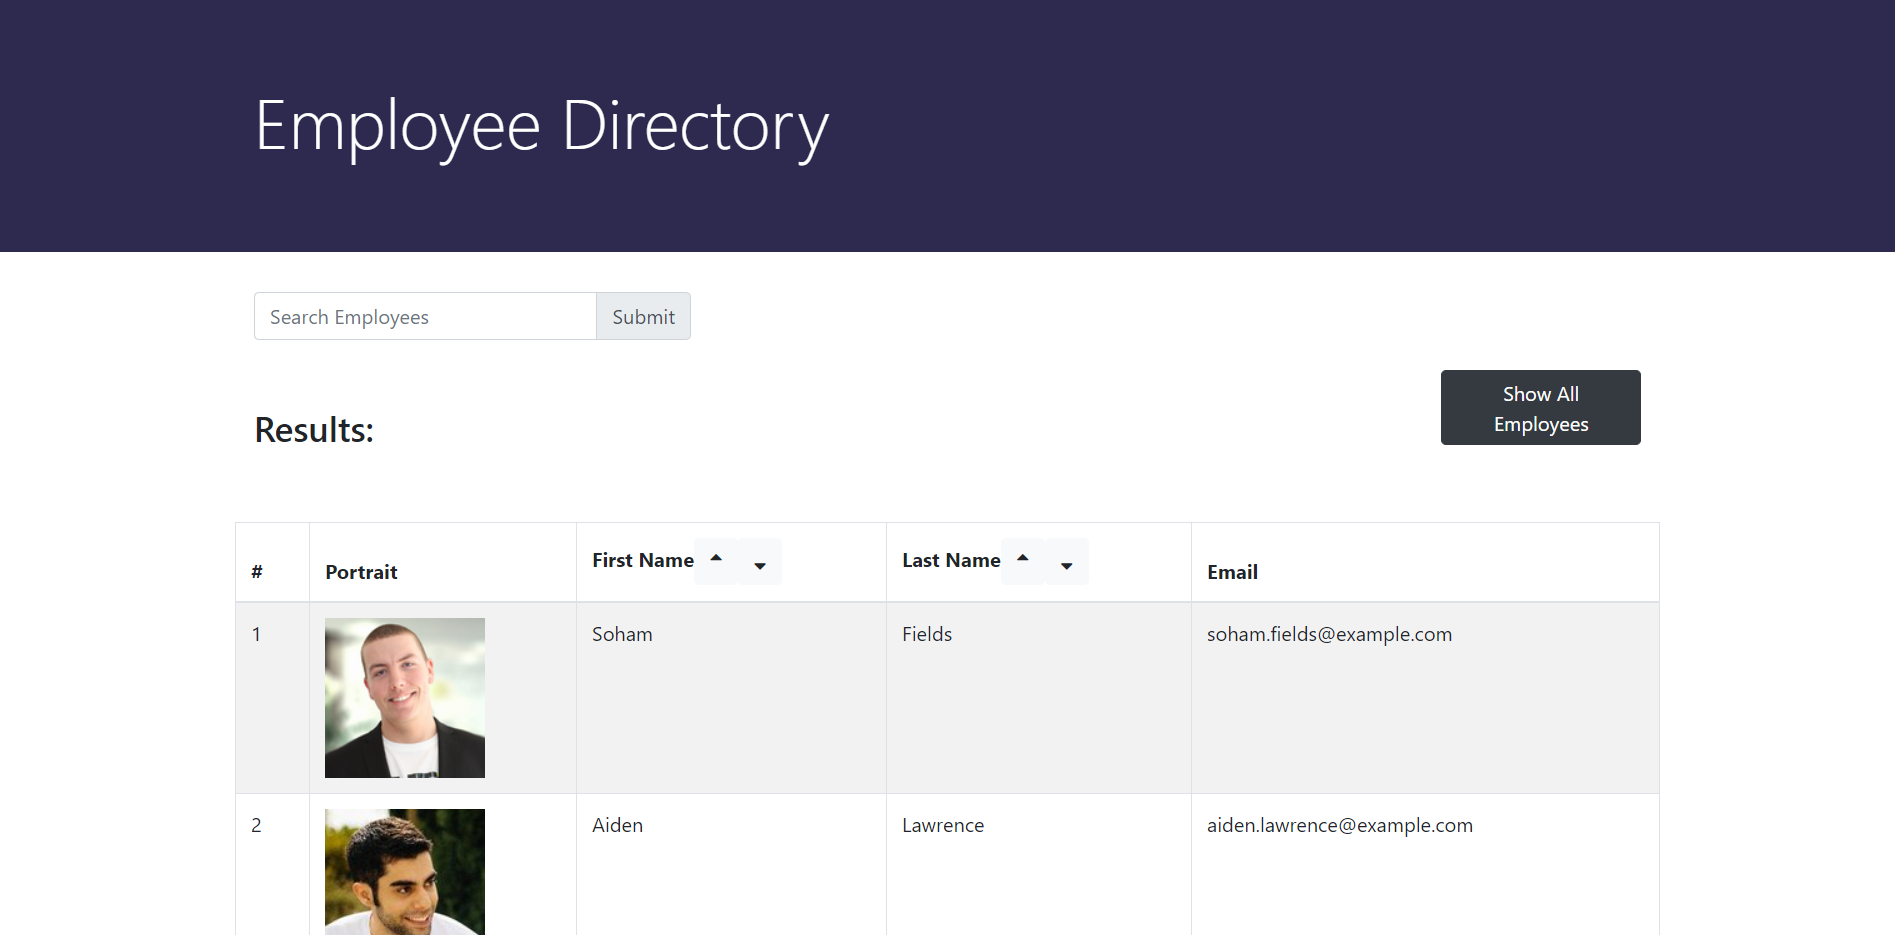 Employee Directory
Search Employees Submit
Show All
Employees
Results:
# Portrait First Name Last Name Email
1 Soham Fields soham.fields@example.com
2 Aiden Lawrence aiden.lawrence@example.com